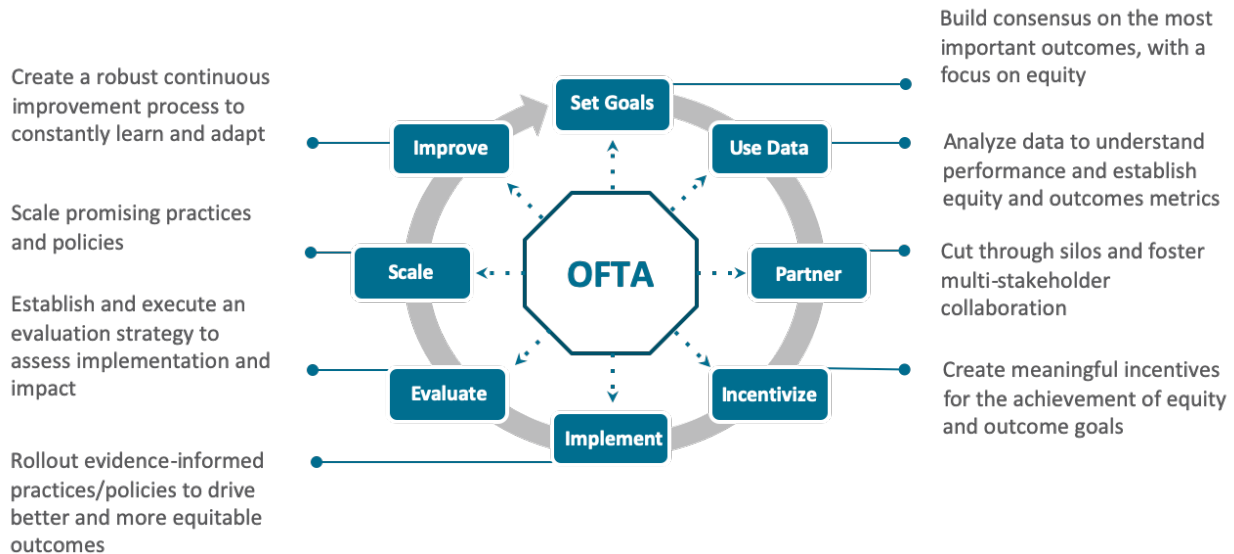 Build consensus on the most
important outcomes, with a
focus on equity
Create a robust continuous
improvement process to
constantly learn and adapt
Set Goals
Improve
Use Data
Analyze data to understand
performance and establish
equity and outcomes metrics
Scale promising practices
and policies
Scale
OFTA
Partner
Cut through silos and foster
multi-stakeholder
collaboration
Establish and execute an
evaluation strategy to
assess implementation and
impact
Evaluate
Incentivize
Create meaningful incentives
for the achievement of equity
and outcome goals
Implement
Rollout evidence-informed
practices/policies to drive
better and more equitable
outcomes